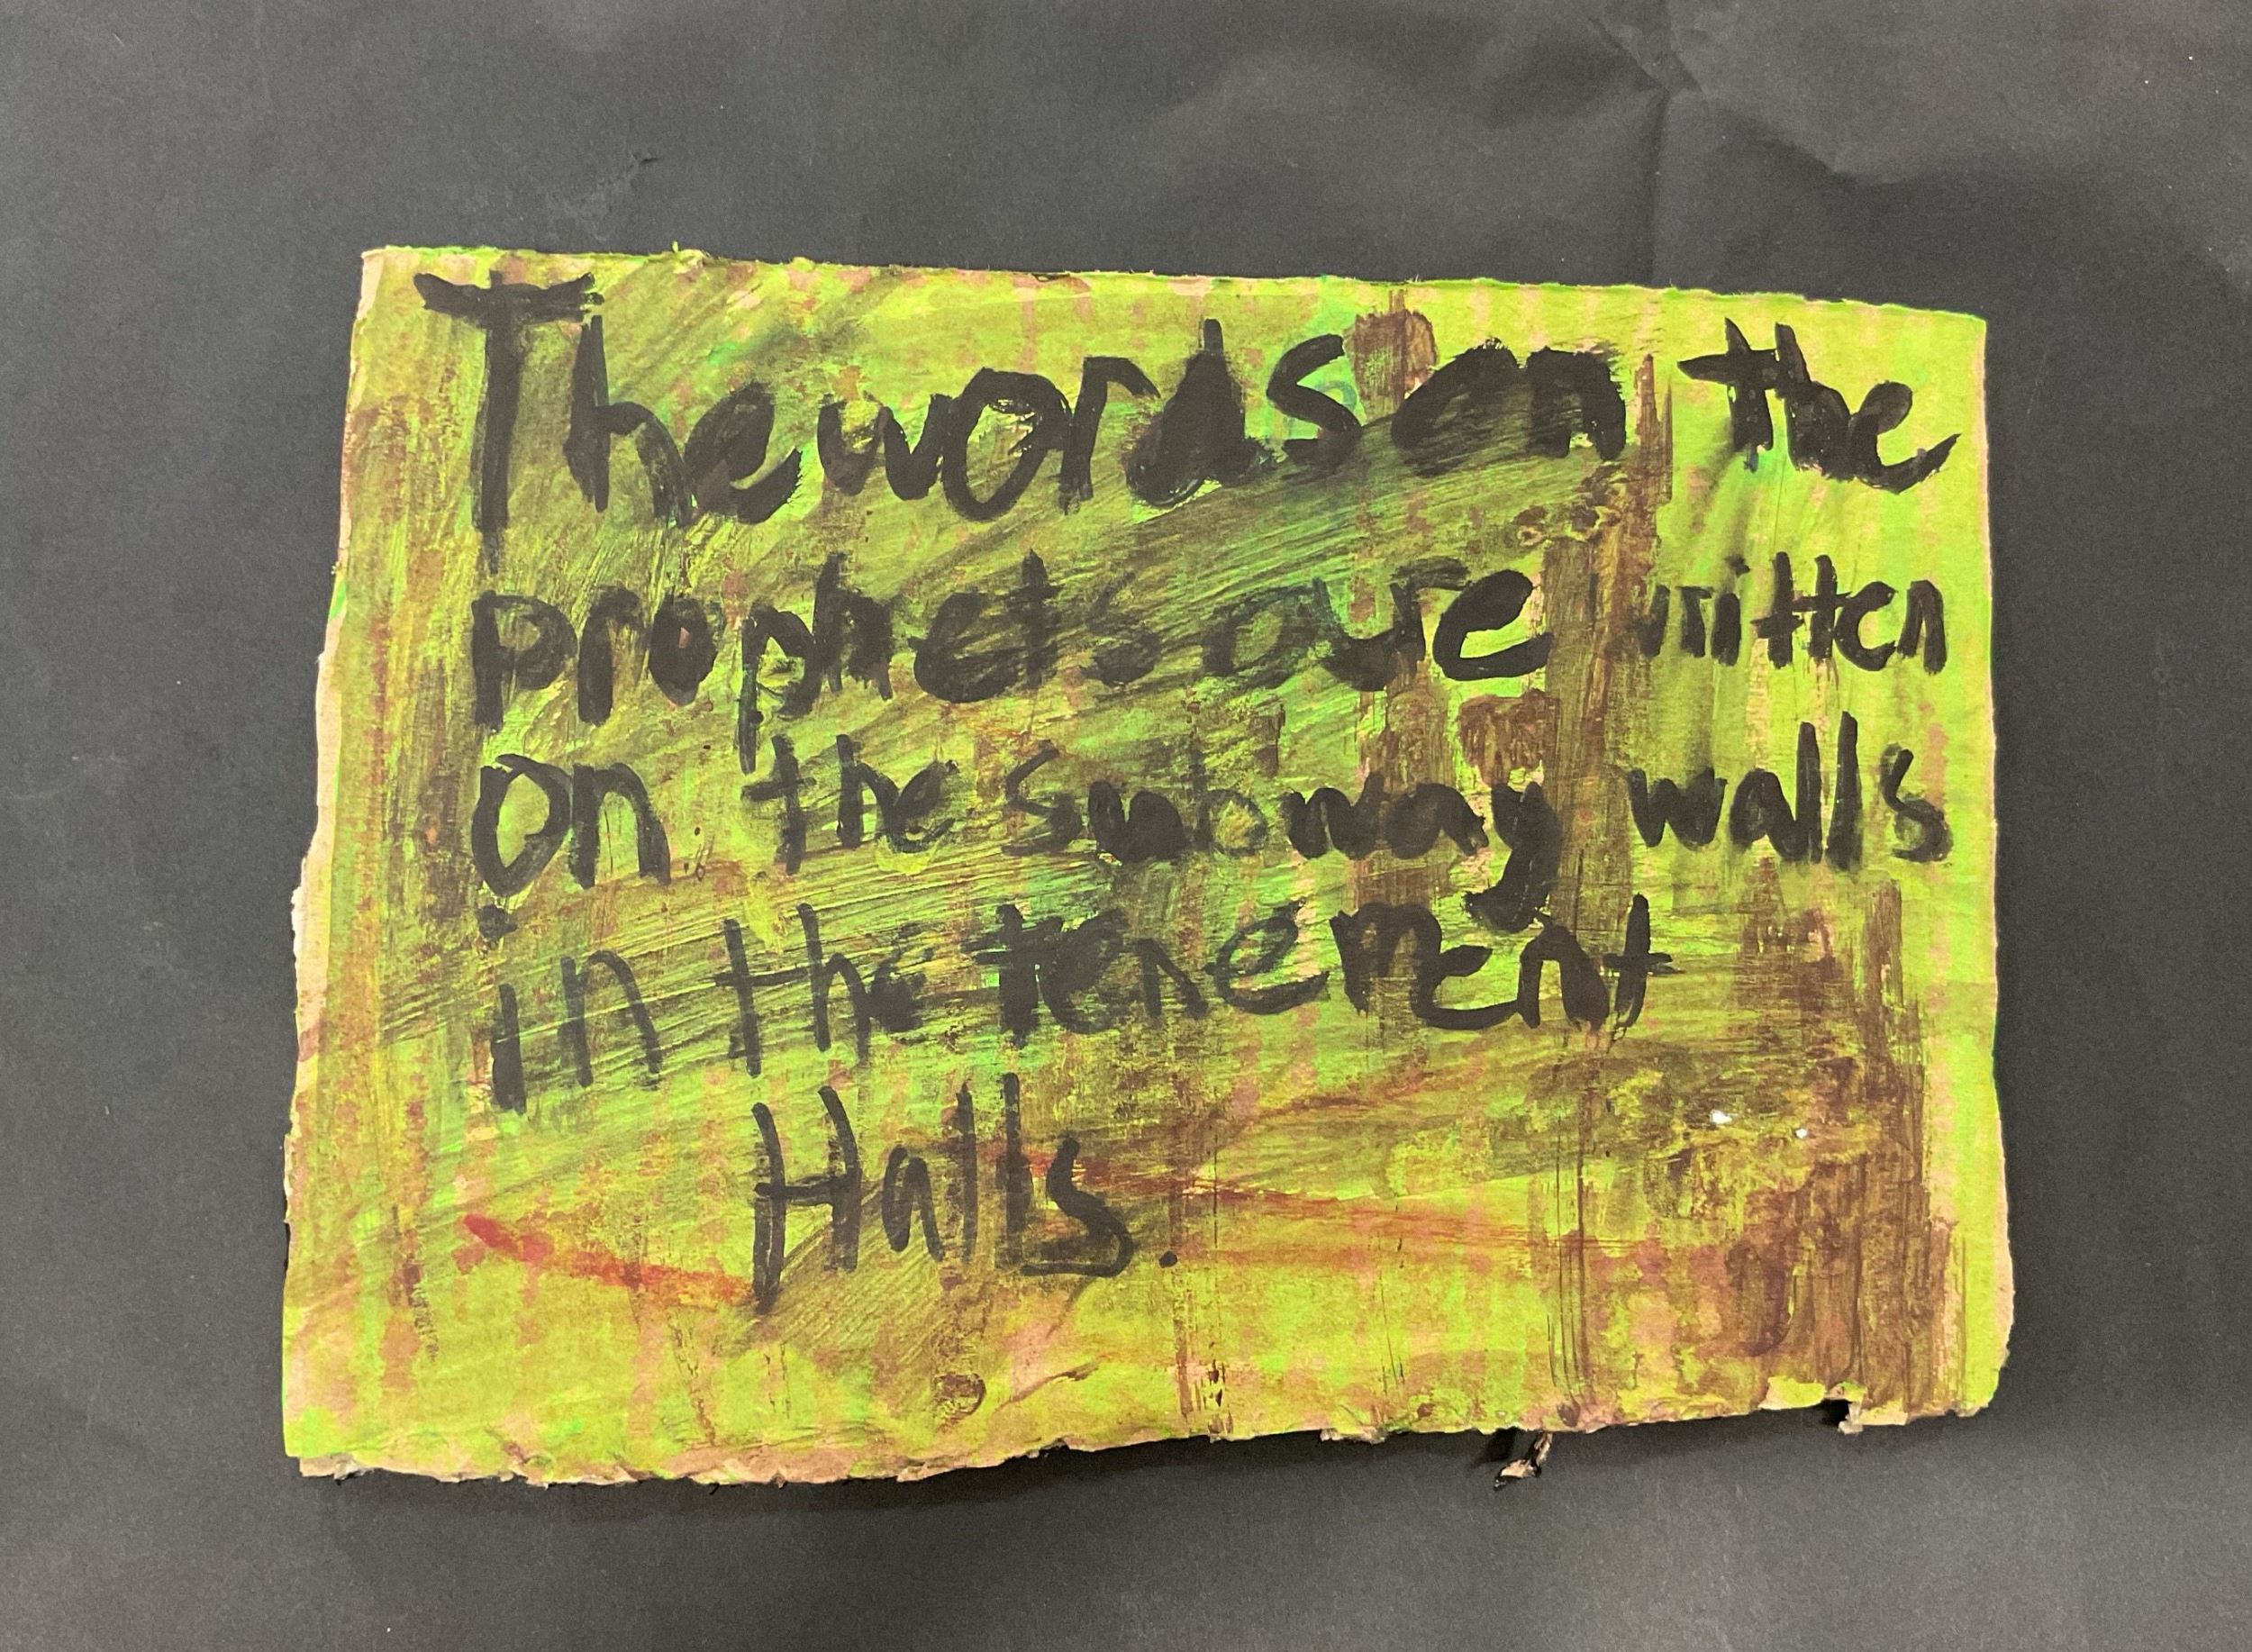 The words on the
prophets are written
on the subway walls
in the tenement
Halls.